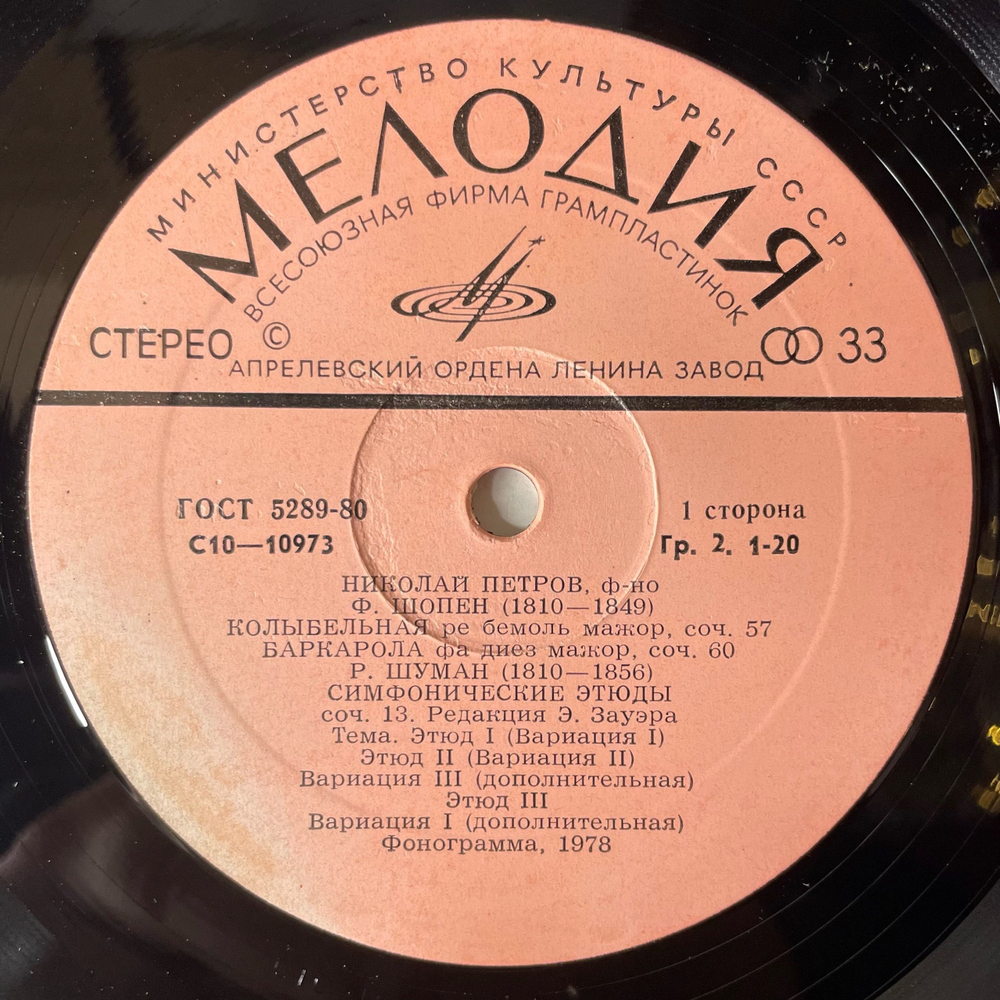 МИНИСТЕРСТВО КУЛЬТУРЫ СССР
МЕЛОДИЯ
ВСЕСОЮЗНАЯ ФИРМА ГРАМПЛАСТИНОК
СТЕРЕО © 33
АПРЕЛЕВСКИЙ ОРДЕНА ЛЕНИНА ЗАВОД
ГОСТ 5289-80 1 сторона
С10—10973 Гр. 2. 1-20
НИКОЛАЙ ПЕТРОВ, ф-но
Ф. ШОПЕН (1810—1849)
КОЛЫБЕЛЬНАЯ ре бемоль мажор, соч. 57
БАРКАРОЛА фа диез мажор, соч. 60
Р. ШУМАН (1810—1856)
СИМФОНИЧЕСКИЕ ЭТЮДЫ
соч. 13. Редакция Э. Зауэра
Тема. Этюд I (Вариация I)
Этюд II (Вариация II)
Вариация III (дополнительная)
Этюд III
Вариация I (дополнительная)
Фонограмма, 1978